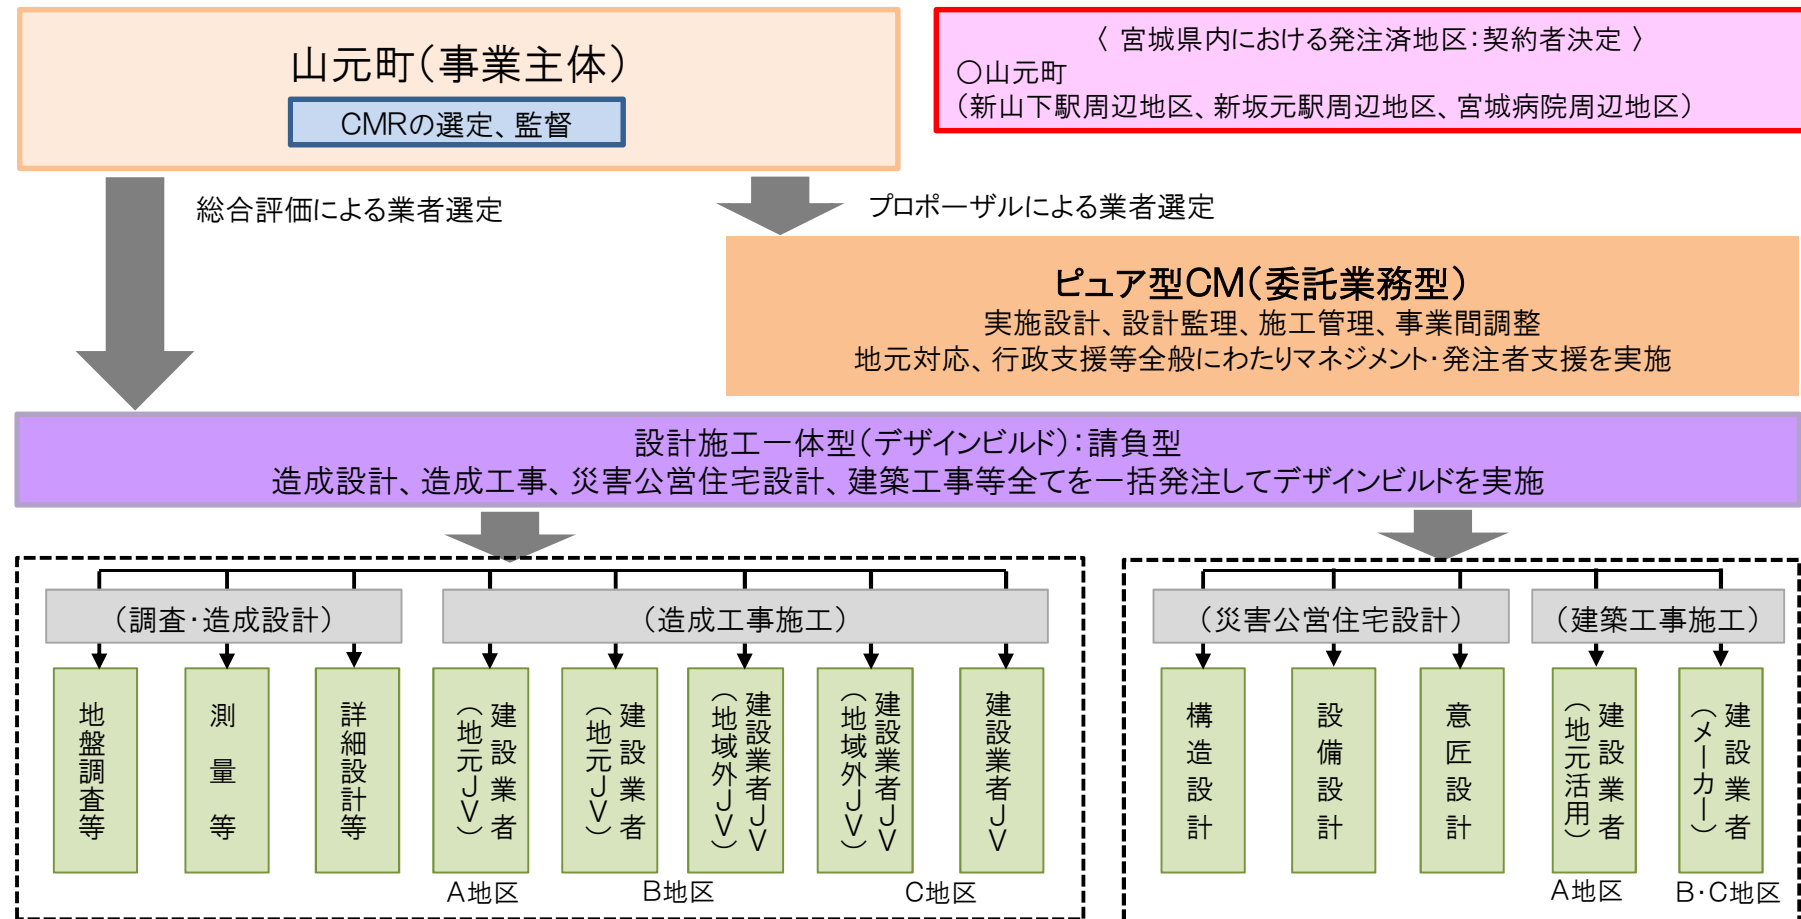 山元町(事業主体)
CMRの選定、監督
〈 宮城県内における発注済地区:契約者決定 〉
○山元町
(新山下駅周辺地区、新坂元駅周辺地区、宮城病院周辺地区)
総合評価による業者選定
プロポーザルによる業者選定
ピュア型CM(委託業務型)
実施設計、設計監理、施工管理、事業間調整
地元対応、行政支援等全般にわたりマネジメント・発注者支援を実施
設計施工一体型(デザインビルド):請負型
造成設計、造成工事、災害公営住宅設計、建築工事等全てを一括発注してデザインビルドを実施
(調査・造成設計)
(造成工事施工)
(災害公営住宅設計)
(建築工事施工)
地盤調査等
測量等
詳細設計等
建設業者
(地元JV)
建設業者
(地元JV)
建設業者JV
(地域外JV)
建設業者JV
(地域外JV)
建設業者JV
構造設計
設備設計
意匠設計
建設業者
(地元活用)
建設業者
(メーカー)
A地区
B地区
C地区
A地区
B・C地区